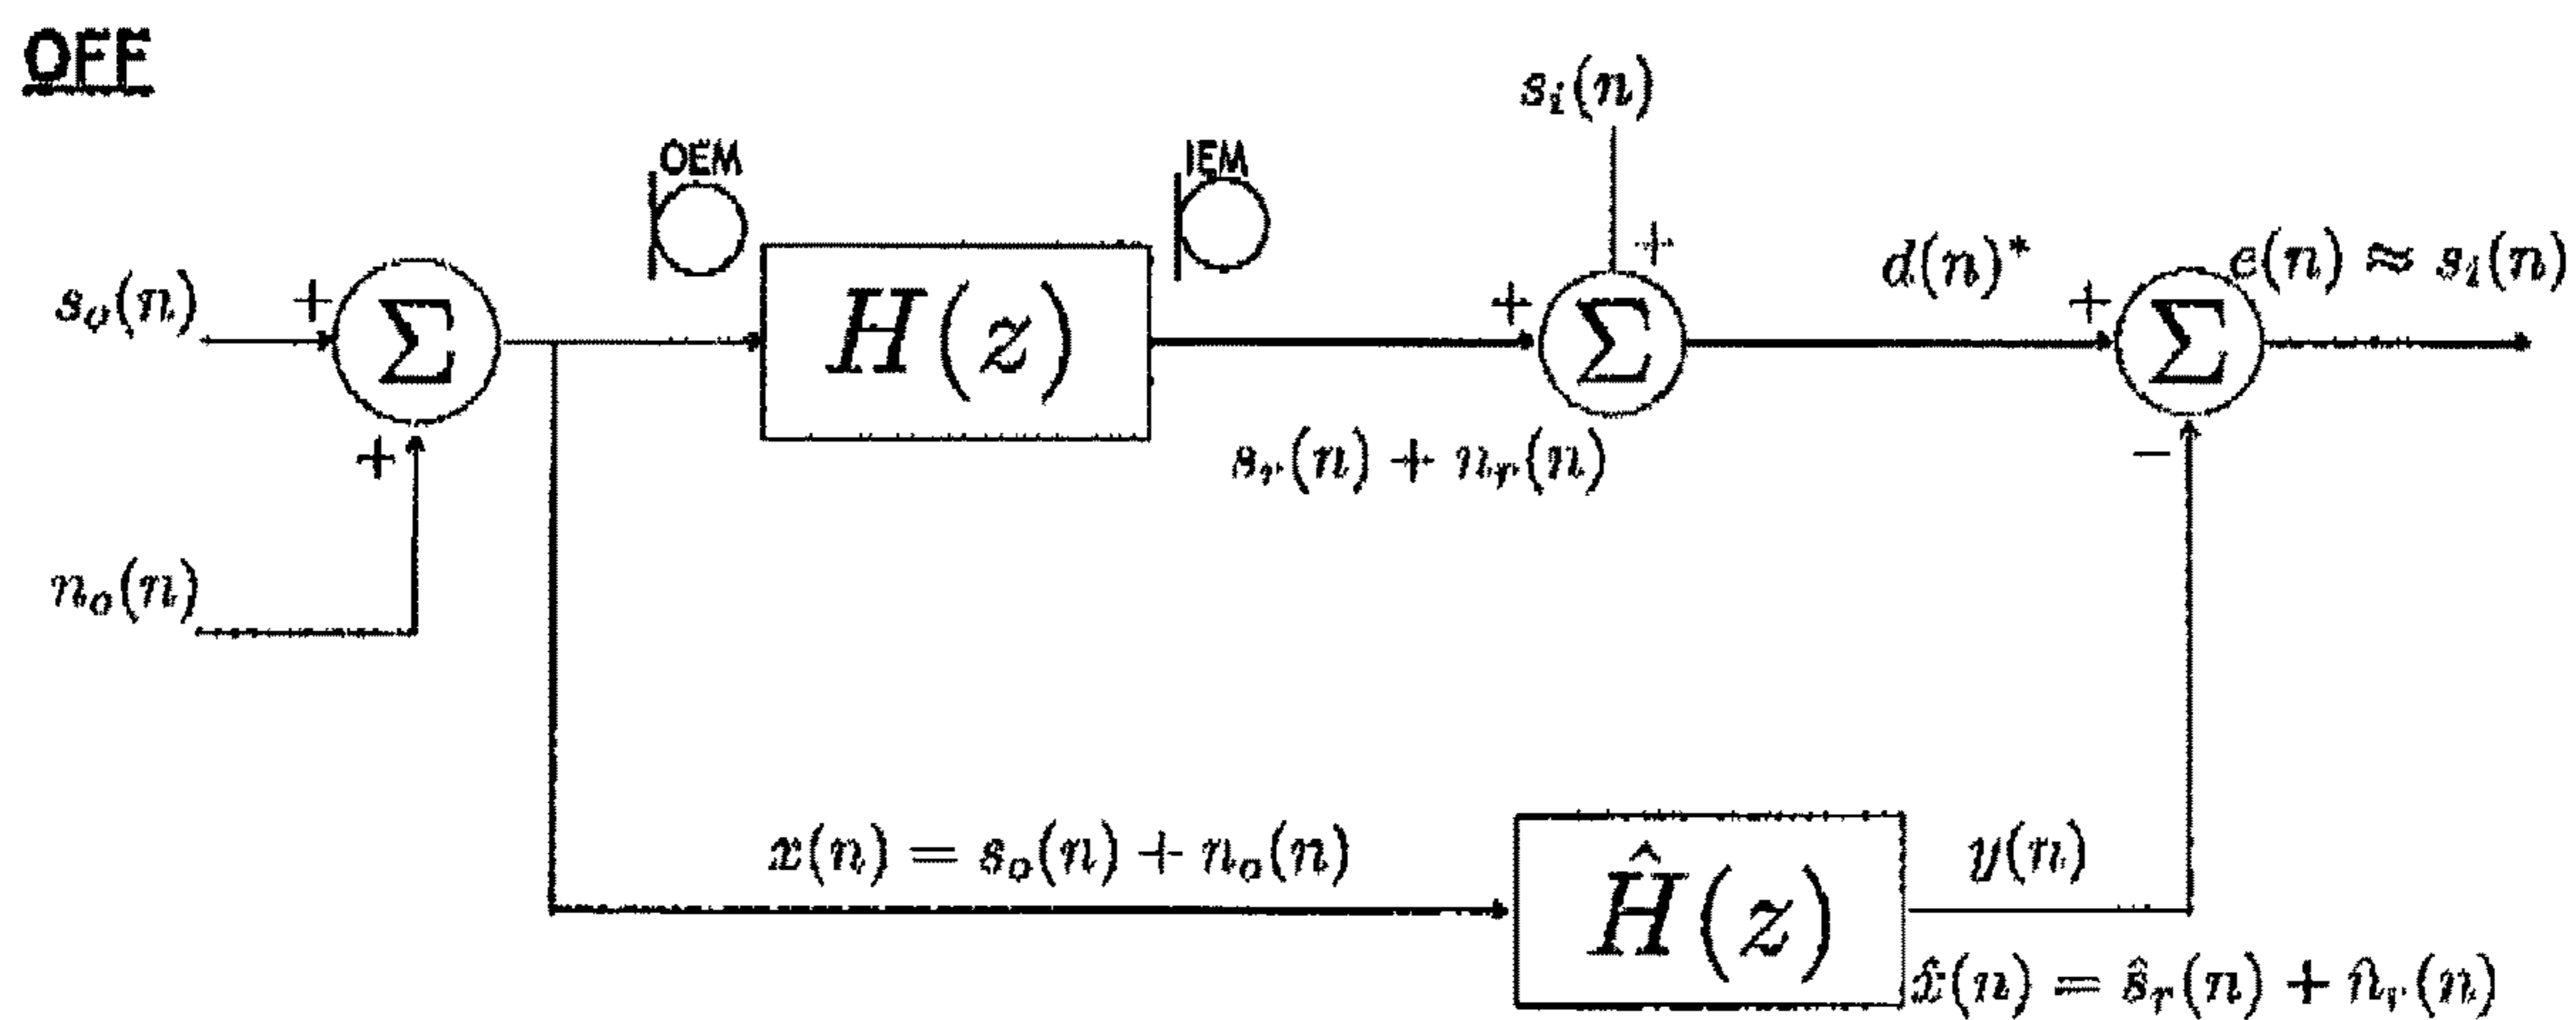 OFF
s_i(n)
OEM
IEM
+
s_o(n)
+
Σ
H(z)
+
Σ
d(n)*
+
Σ
e(n) ≈ s_i(n)
+
s_r(n) + n_r(n)
−
n_o(n)
x(n) = s_o(n) + n_o(n)
Ĥ(z)
y(n)
x̂(n) = ŝ_r(n) + n̂_r(n)